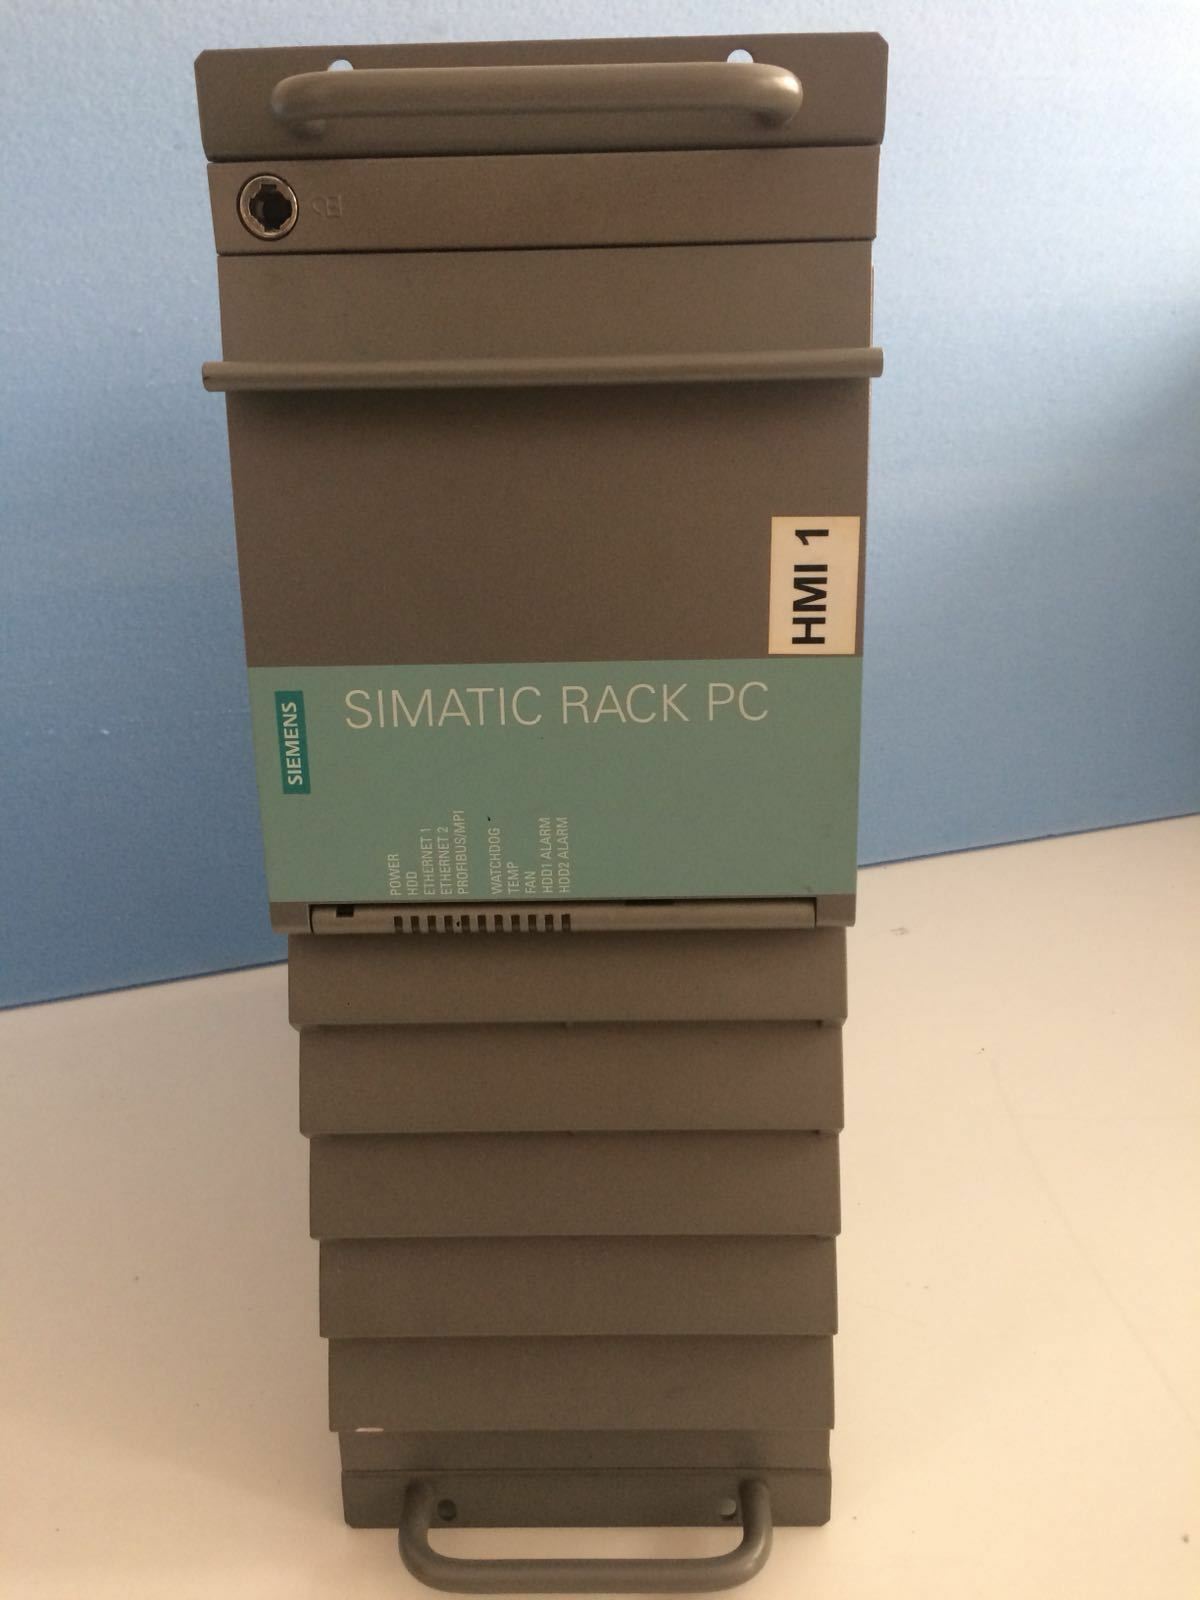 HMI 1
SIEMENS
SIMATIC RACK PC
POWER
HDD
ETHERNET 1
ETHERNET 2
PROFIBUS/MPI
WATCHDOG
TEMP
FAN
HDD1 ALARM
HDD2 ALARM